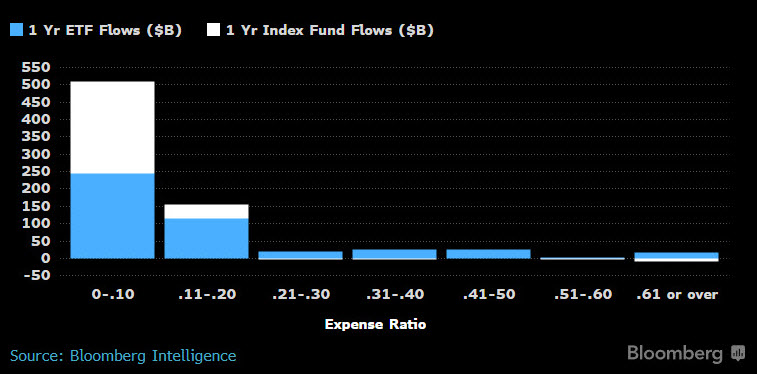 1 Yr ETF Flows ($B) 1 Yr Index Fund Flows ($B)
550
500
450
400
350
300
250
200
150
100
50
0
-50
0-.10 .11-.20 .21-.30 .31-.40 .41-50 .51-.60 .61 or over
Expense Ratio
Source: Bloomberg Intelligence
Bloomberg